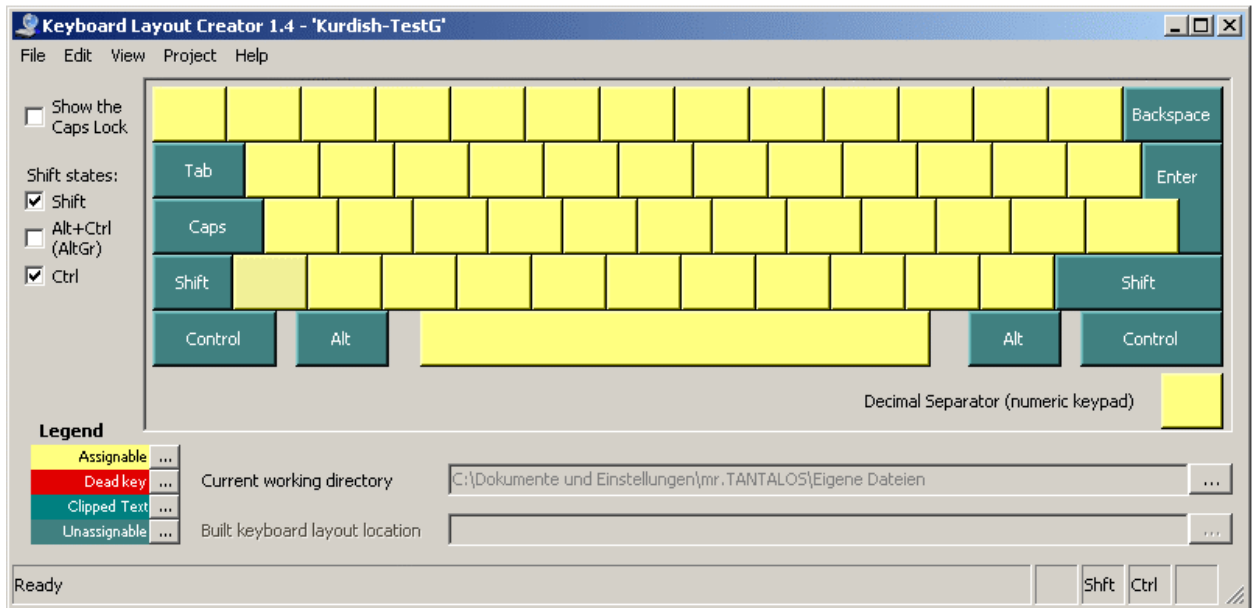 Keyboard Layout Creator 1.4 - 'Kurdish-TestG'
File Edit View Project Help
Show the
Caps Lock
Backspace
Shift states:
Tab
Enter
Shift
Alt+Ctrl
(AltGr)
Caps
Ctrl
Shift
Shift
Control
Alt
Alt
Control
Decimal Separator (numeric keypad)
Legend
Assignable ...
Dead key ...
Clipped Text ...
Unassignable ...
Current working directory
C:\Dokumente und Einstellungen\mr.TANTALOS\Eigene Dateien
...
Built keyboard layout location
...
Ready
Shft
Ctrl